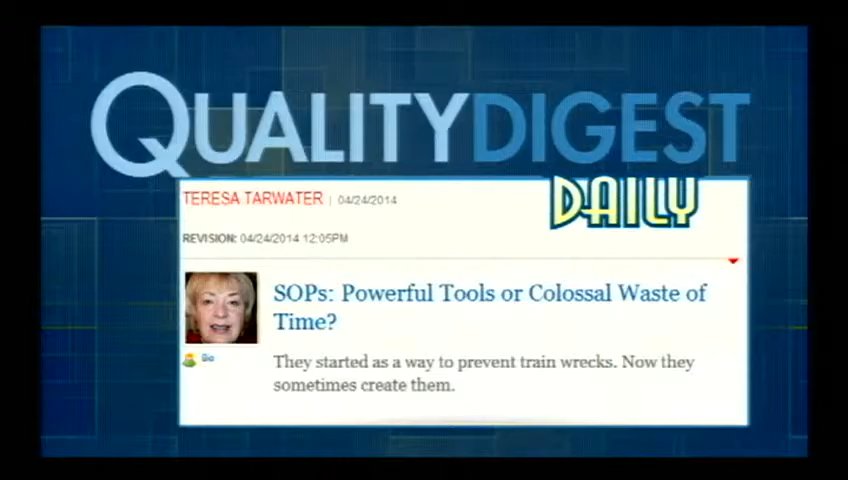 QUALITYDIGEST
DAILY
TERESA TARWATER | 04/24/2014
REVISION: 04/24/2014 12:05PM
SOPs: Powerful Tools or Colossal Waste of
Time?
Bio
They started as a way to prevent train wrecks. Now they
sometimes create them.